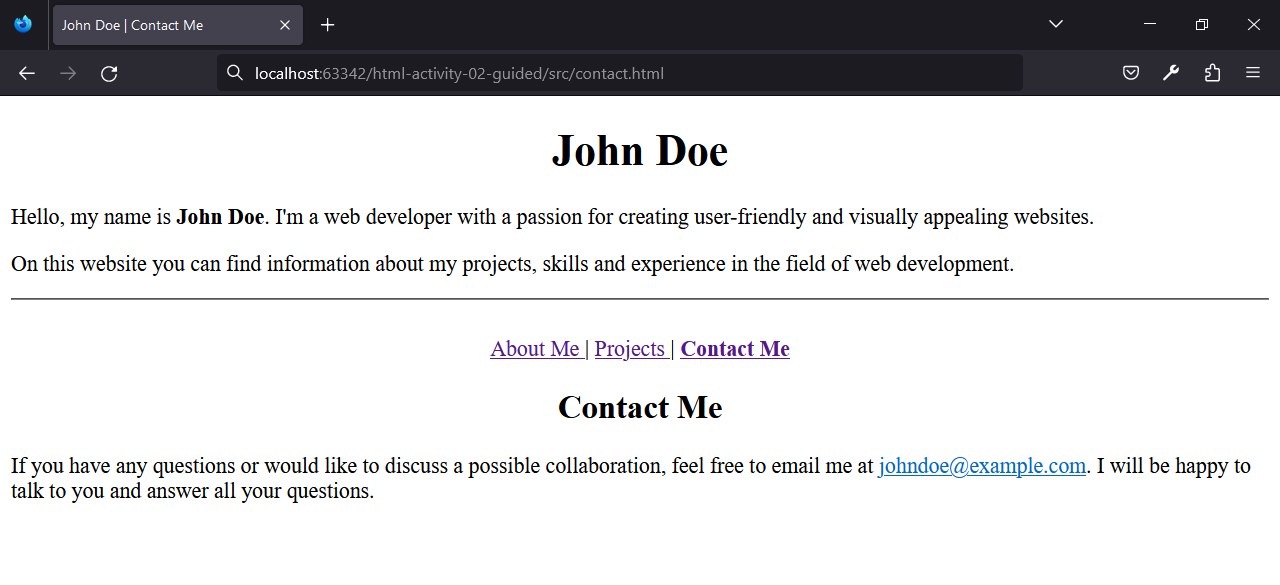 John Doe | Contact Me
localhost:63342/html-activity-02-guided/src/contact.html
John Doe
Hello, my name is John Doe. I'm a web developer with a passion for creating user-friendly and visually appealing websites.
On this website you can find information about my projects, skills and experience in the field of web development.
About Me | Projects | Contact Me
Contact Me
If you have any questions or would like to discuss a possible collaboration, feel free to email me at johndoe@example.com. I will be happy to
talk to you and answer all your questions.